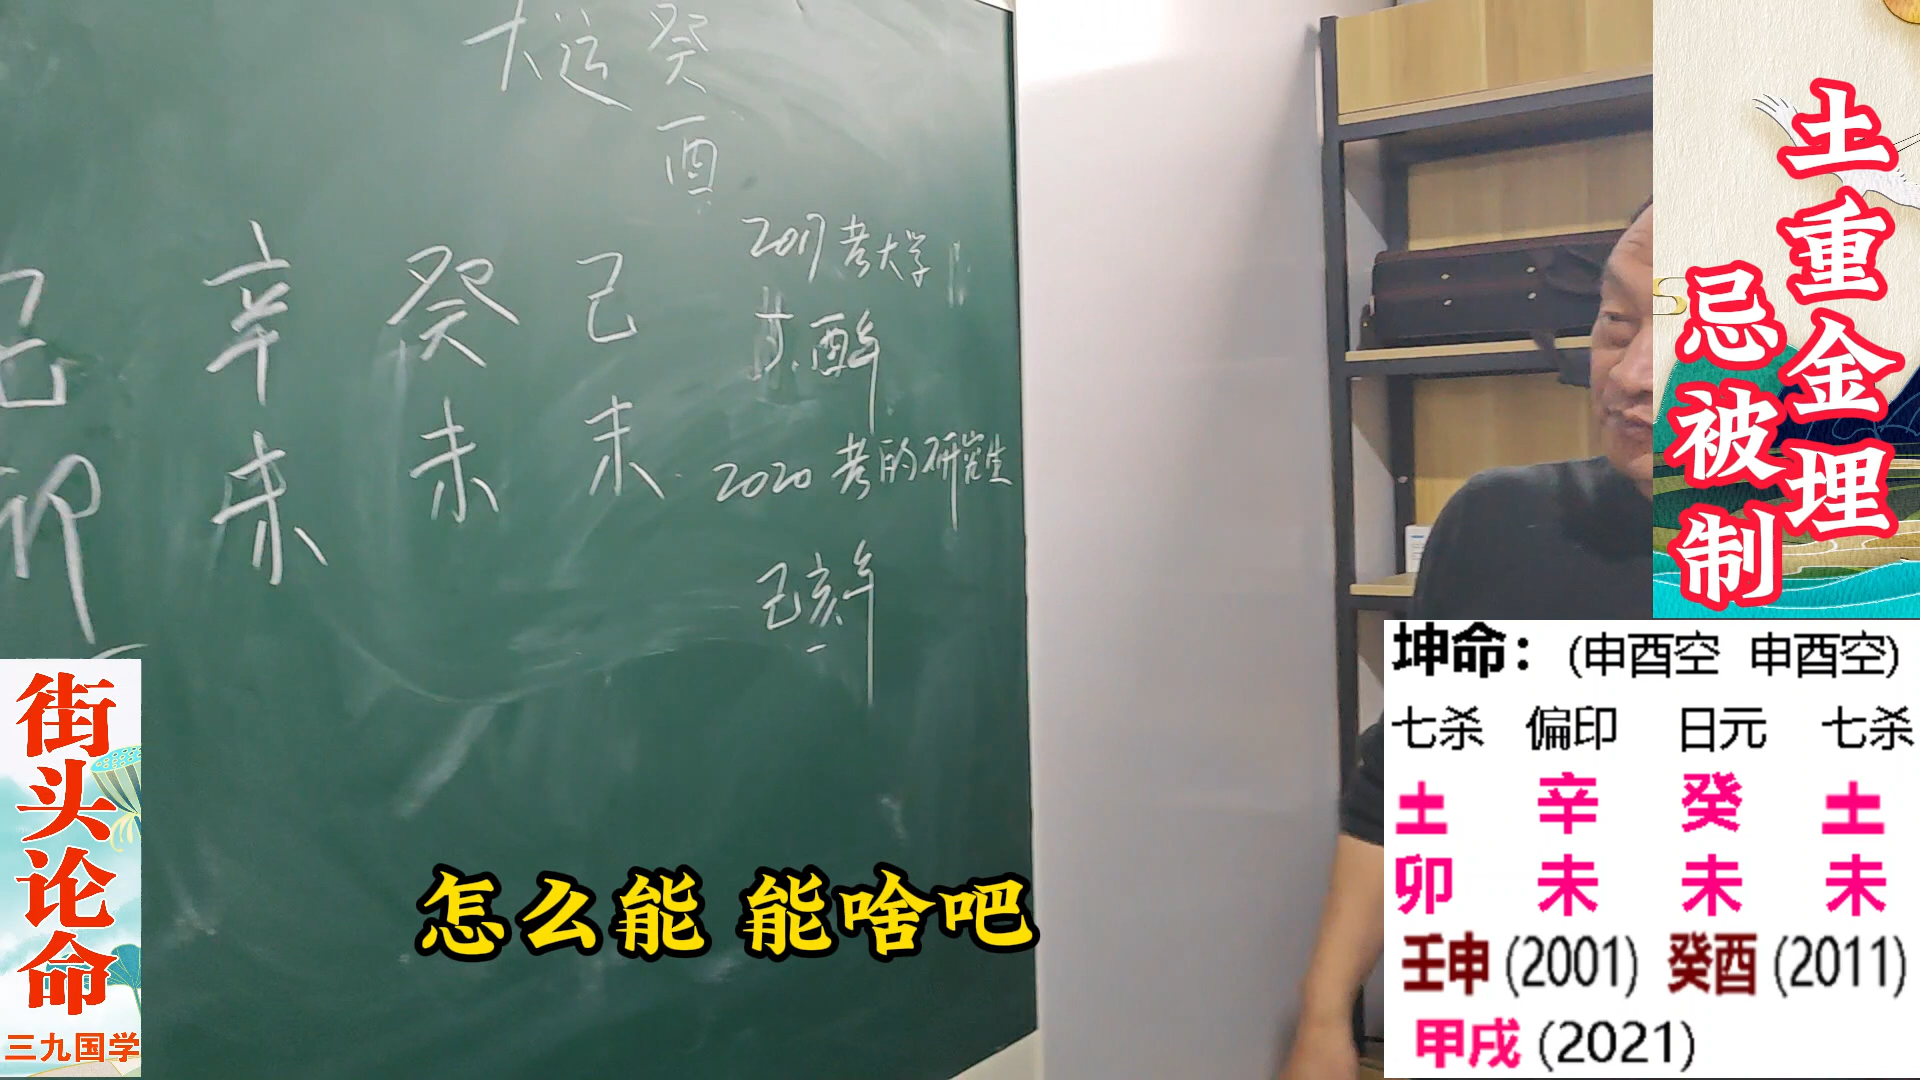 大运 癸
酉
己 辛 癸 己
卯 未 未 未
2017考大学
丁酉年
2020考的研究生
己亥年
土重金埋
忌被制
坤命：(申酉空 申酉空)
七杀 偏印 日元 七杀
土 辛 癸 土
卯 未 未 未
壬申(2001) 癸酉(2011)
甲戌(2021)
街头论命
三九国学
怎么能 能啥吧